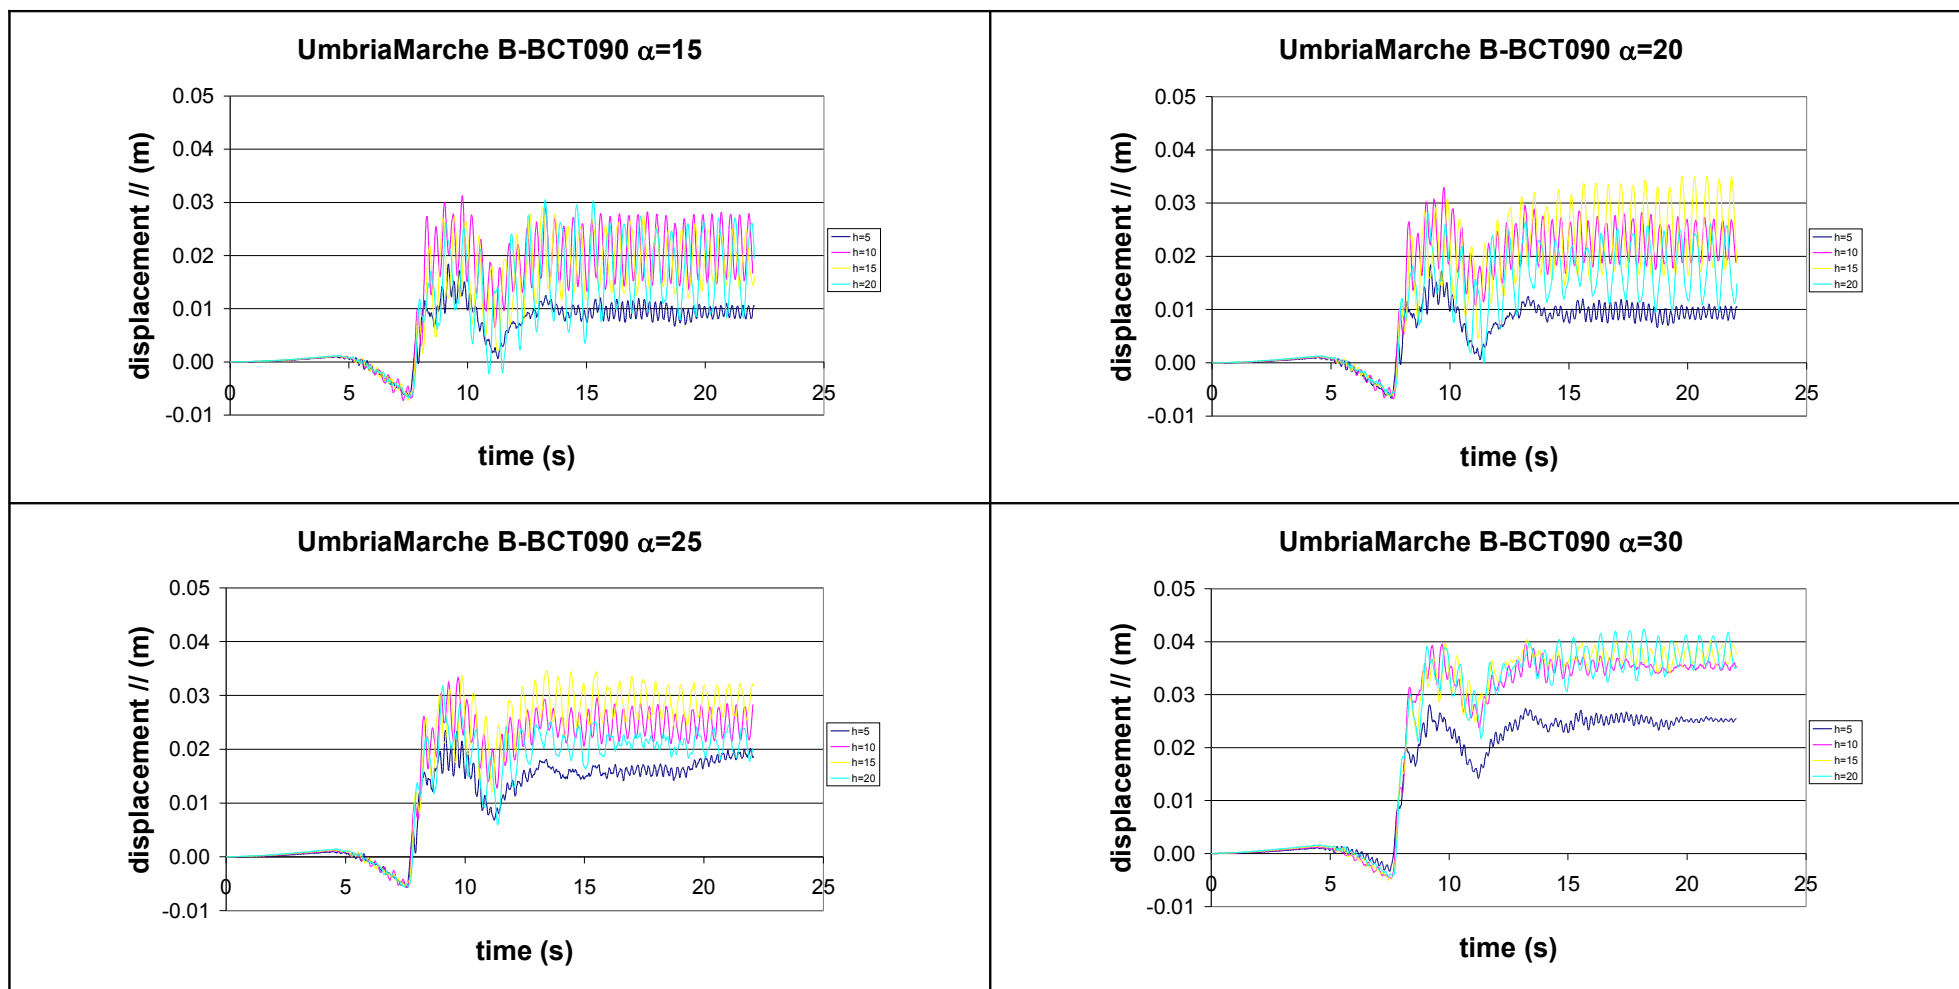 UmbriaMarche B-BCT090 α=15
displacement // (m)
0.05
0.04
0.03
0.02
0.01
0.00
-0.01
0
5
10
15
20
25
time (s)
h=5
h=10
h=15
h=20
UmbriaMarche B-BCT090 α=20
displacement // (m)
0.05
0.04
0.03
0.02
0.01
0.00
-0.01
0
5
10
15
20
25
time (s)
h=5
h=10
h=15
h=20
UmbriaMarche B-BCT090 α=25
displacement // (m)
0.05
0.04
0.03
0.02
0.01
0.00
-0.01
0
5
10
15
20
25
time (s)
h=5
h=10
h=15
h=20
UmbriaMarche B-BCT090 α=30
displacement // (m)
0.05
0.04
0.03
0.02
0.01
0.00
-0.01
0
5
10
15
20
25
time (s)
h=5
h=10
h=15
h=20